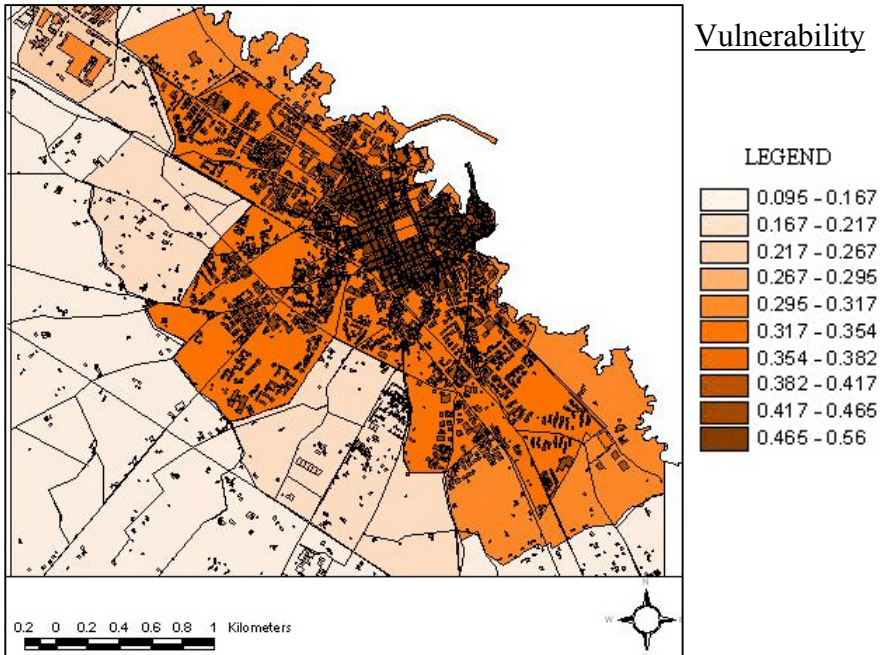 Vulnerability
LEGEND
0.095 - 0.167
0.167 - 0.217
0.217 - 0.267
0.267 - 0.295
0.295 - 0.317
0.317 - 0.354
0.354 - 0.382
0.382 - 0.417
0.417 - 0.465
0.465 - 0.56
N
W
0.2 0 0.2 0.4 0.6 0.8 1 Kilometers